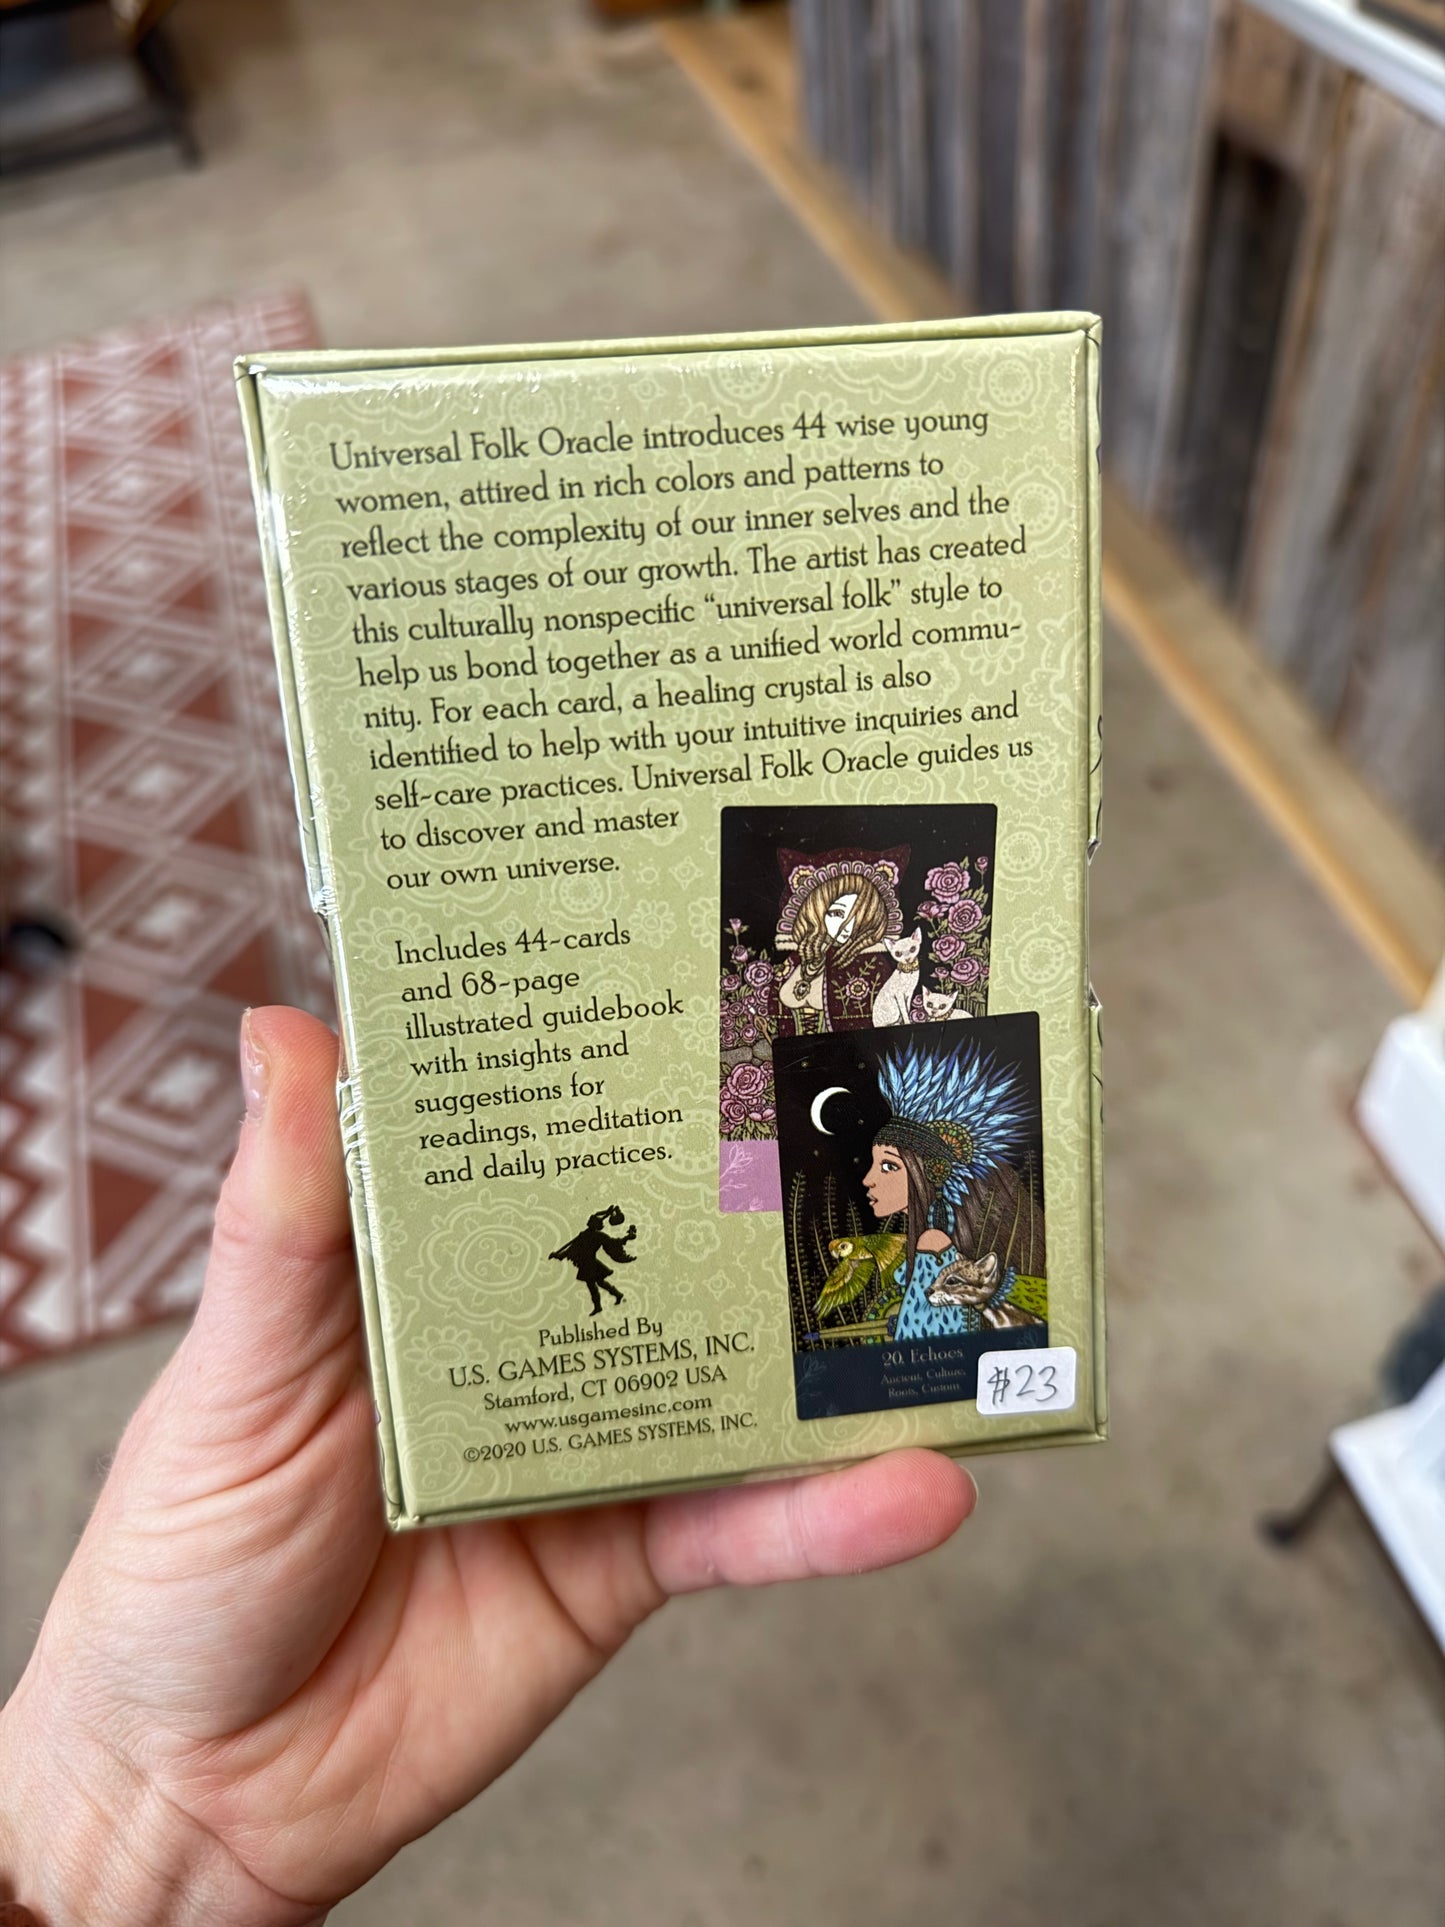 Universal Folk Oracle introduces 44 wise young
women, attired in rich colors and patterns to
reflect the complexity of our inner selves and the
various stages of our growth. The artist has created
this culturally nonspecific “universal folk” style to
help us bond together as a unified world commu-
nity. For each card, a healing crystal is also
identified to help with your intuitive inquiries and
self-care practices. Universal Folk Oracle guides us
to discover and master
our own universe.
Includes 44-cards
and 68-page
illustrated guidebook
with insights and
suggestions for
readings, meditation
and daily practices.
Published By
U.S. GAMES SYSTEMS, INC.
Stamford, CT 06902 USA
www.usgamesinc.com
©2020 U.S. GAMES SYSTEMS, INC.
20. Echoes
Ancient, Culture,
Roots, Custom
$23